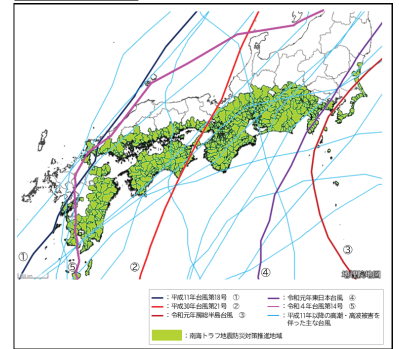 ①
⑤
②
④
③
地理院地図
：平成11年台風第18号 ①
：平成30年台風第21号 ②
：令和元年房総半島台風 ③
：令和元年東日本台風 ④
：令和４年台風第14号 ⑤
：平成11年以降の高潮・高波被害を
伴った主な台風
：南海トラフ地震防災対策推進地域